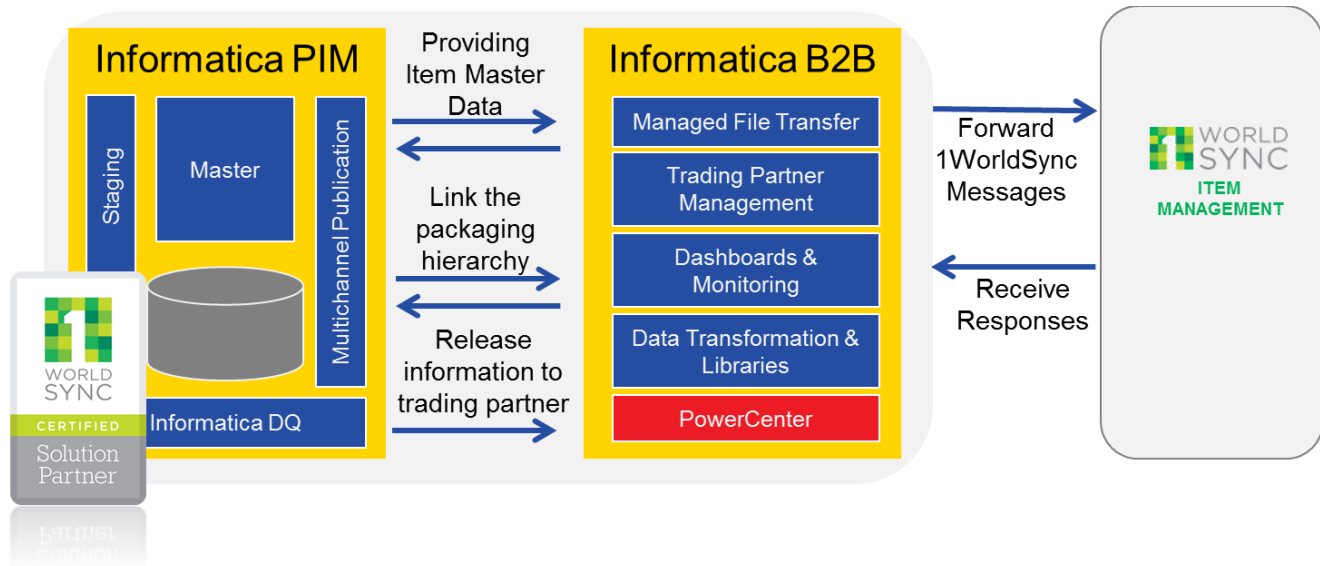 Informatica PIM
Staging
Master
Multichannel Publication
Informatica DQ
1
WORLD
SYNC
CERTIFIED
Solution
Partner
Providing
Item Master
Data
Link the
packaging
hierarchy
Release
information to
trading partner
Informatica B2B
Managed File Transfer
Trading Partner
Management
Dashboards &
Monitoring
Data Transformation &
Libraries
PowerCenter
Forward
1WorldSync
Messages
Receive
Responses
1 WORLD
SYNC
ITEM
MANAGEMENT